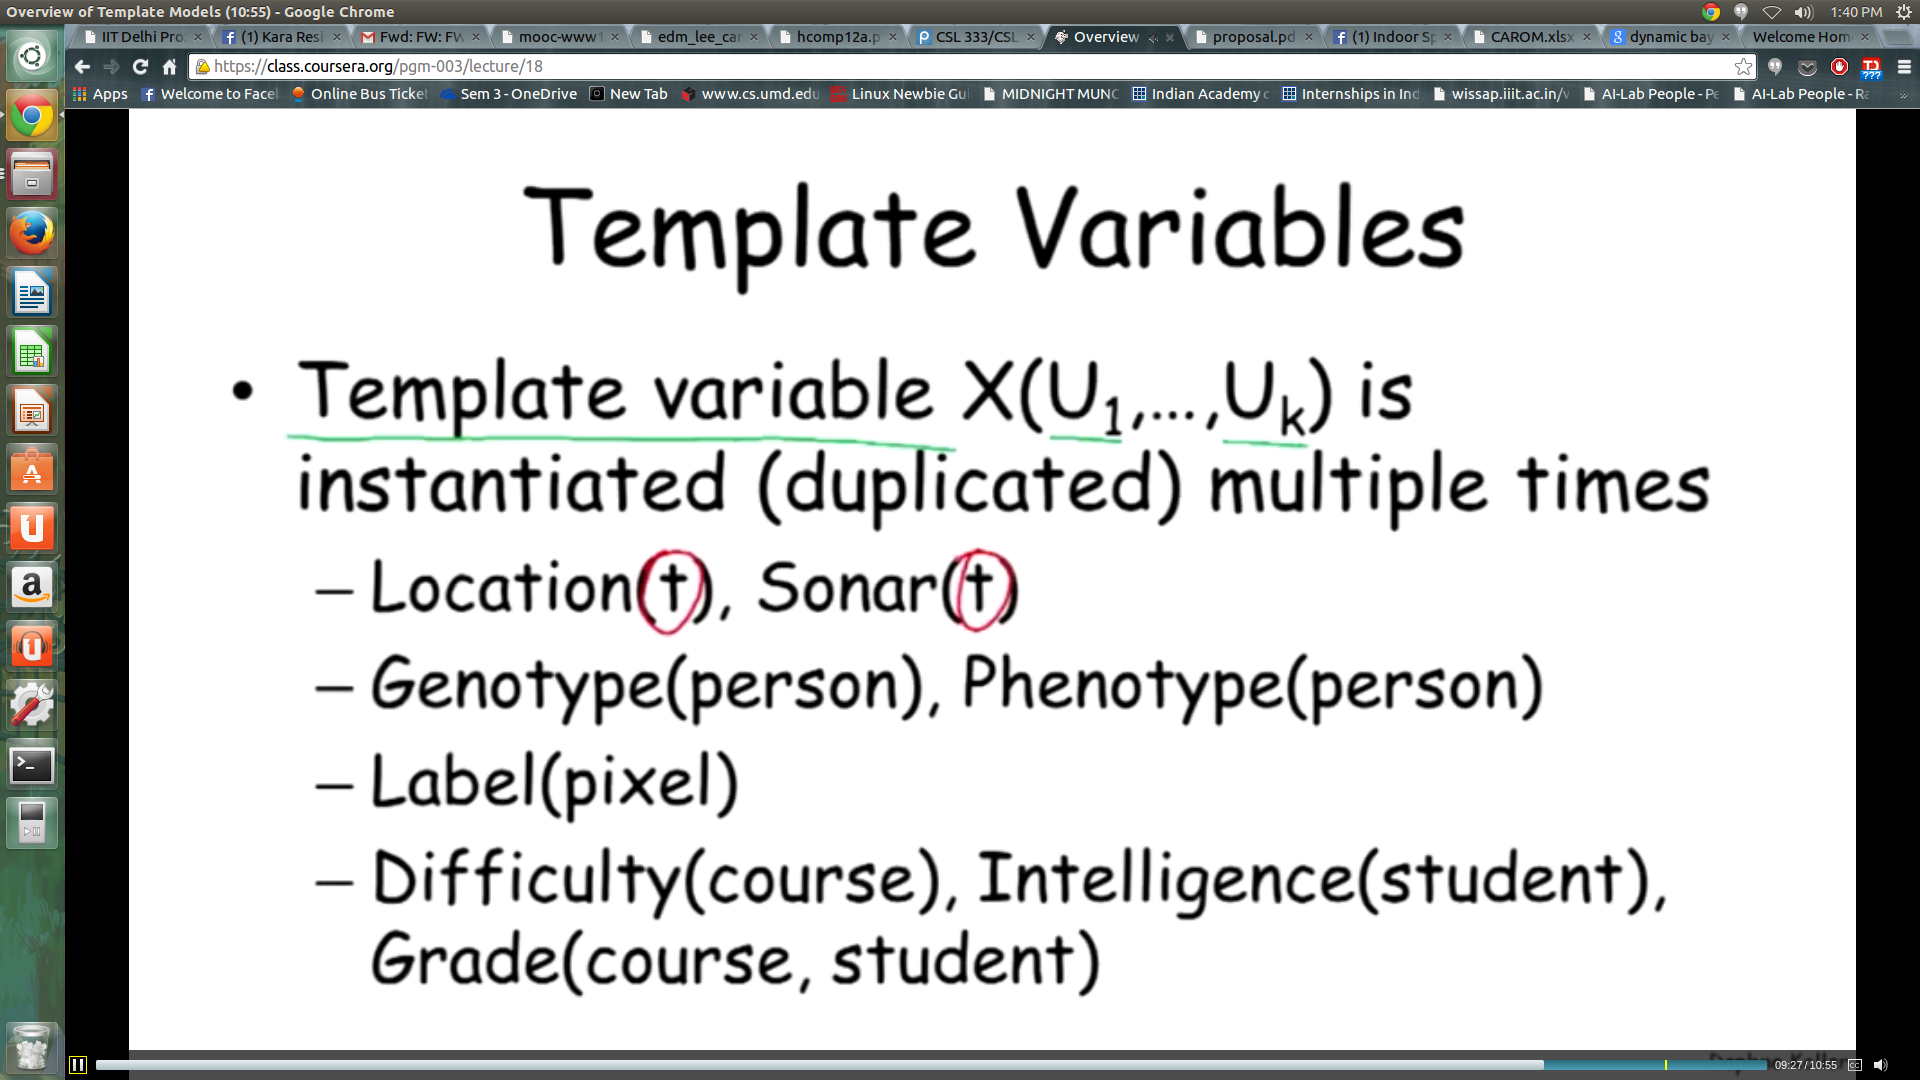 Overview of Template Models (10:55) - Google Chrome
1:40 PM
IIT Delhi Pro
(1) Kara Resi
Fwd: FW: F
mooc-www1
edm_lee_car
hcomp12a.p
CSL 333/CSL
Overview
proposal.pd
(1) Indoor Sp
CAROM.xlsx
dynamic bay
Welcome Hom
https://class.coursera.org/pgm-003/lecture/18
Apps
Welcome to Facel
Online Bus Ticket
Sem 3 - OneDrive
New Tab
www.cs.umd.edu
Linux Newbie Gui
MIDNIGHT MUNC
Indian Academy o
Internships in Ind
wissap.iiit.ac.in/
AI-Lab People - Pe
AI-Lab People - Ra
Template Variables
• Template variable X(U1,...,Uk) is
instantiated (duplicated) multiple times
– Location(t), Sonar(t)
– Genotype(person), Phenotype(person)
– Label(pixel)
– Difficulty(course), Intelligence(student),
Grade(course, student)
09:27/10:55